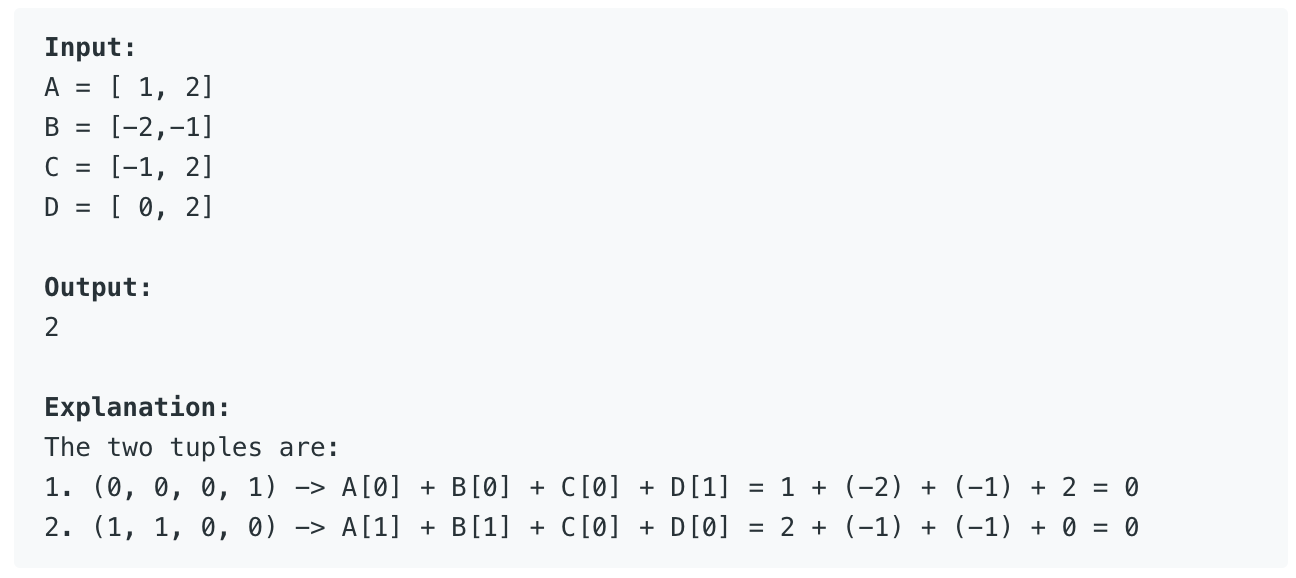 Input:
A = [ 1, 2]
B = [-2,-1]
C = [-1, 2]
D = [ 0, 2]
Output:
2
Explanation:
The two tuples are:
1. (0, 0, 0, 1) -> A[0] + B[0] + C[0] + D[1] = 1 + (-2) + (-1) + 2 = 0
2. (1, 1, 0, 0) -> A[1] + B[1] + C[0] + D[0] = 2 + (-1) + (-1) + 0 = 0